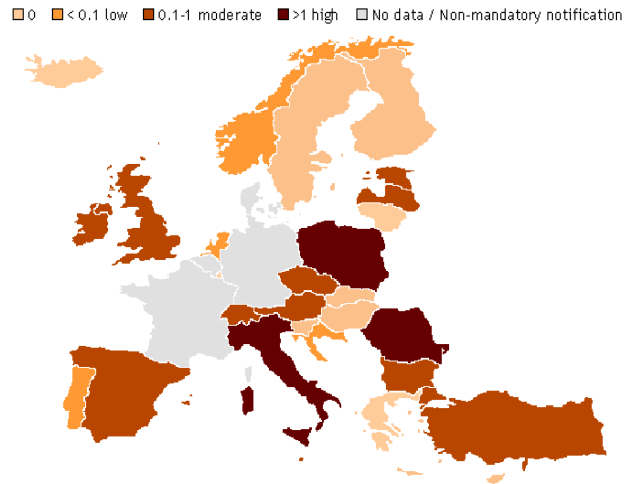 0 < 0.1 low 0.1-1 moderate >1 high No data / Non-mandatory notification